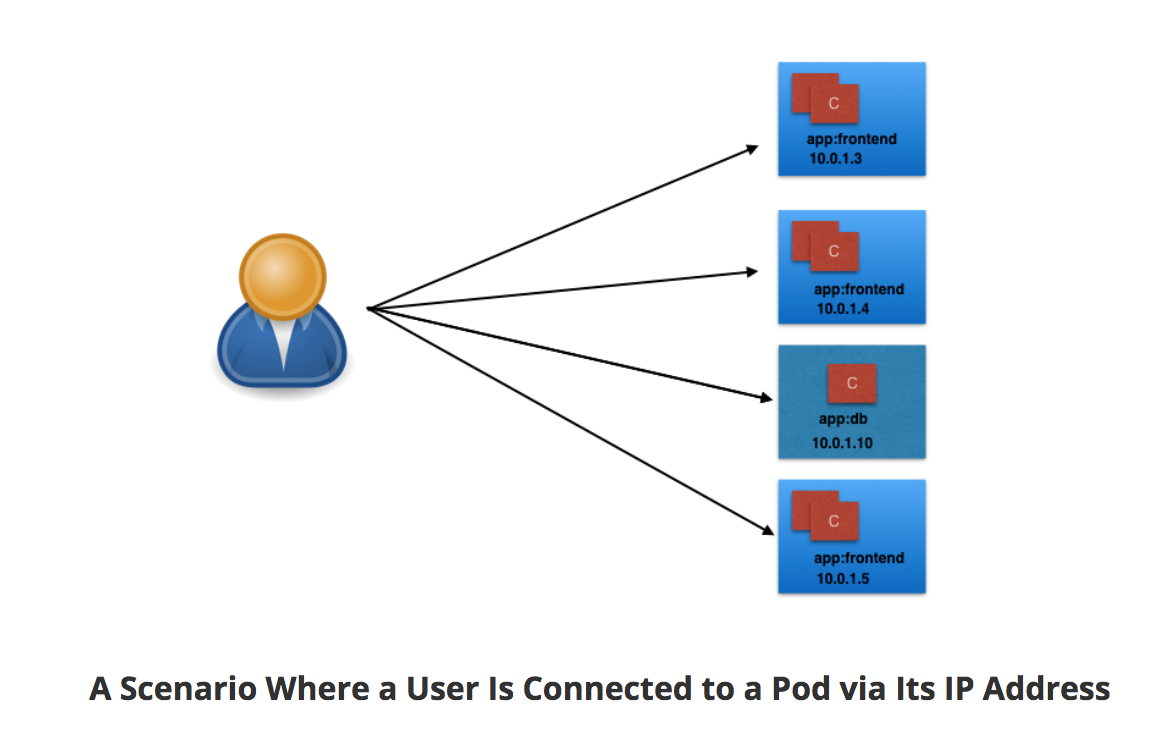 C
app:frontend
10.0.1.3
C
app:frontend
10.0.1.4
C
app:db
10.0.1.10
C
app:frontend
10.0.1.5
A Scenario Where a User Is Connected to a Pod via Its IP Address